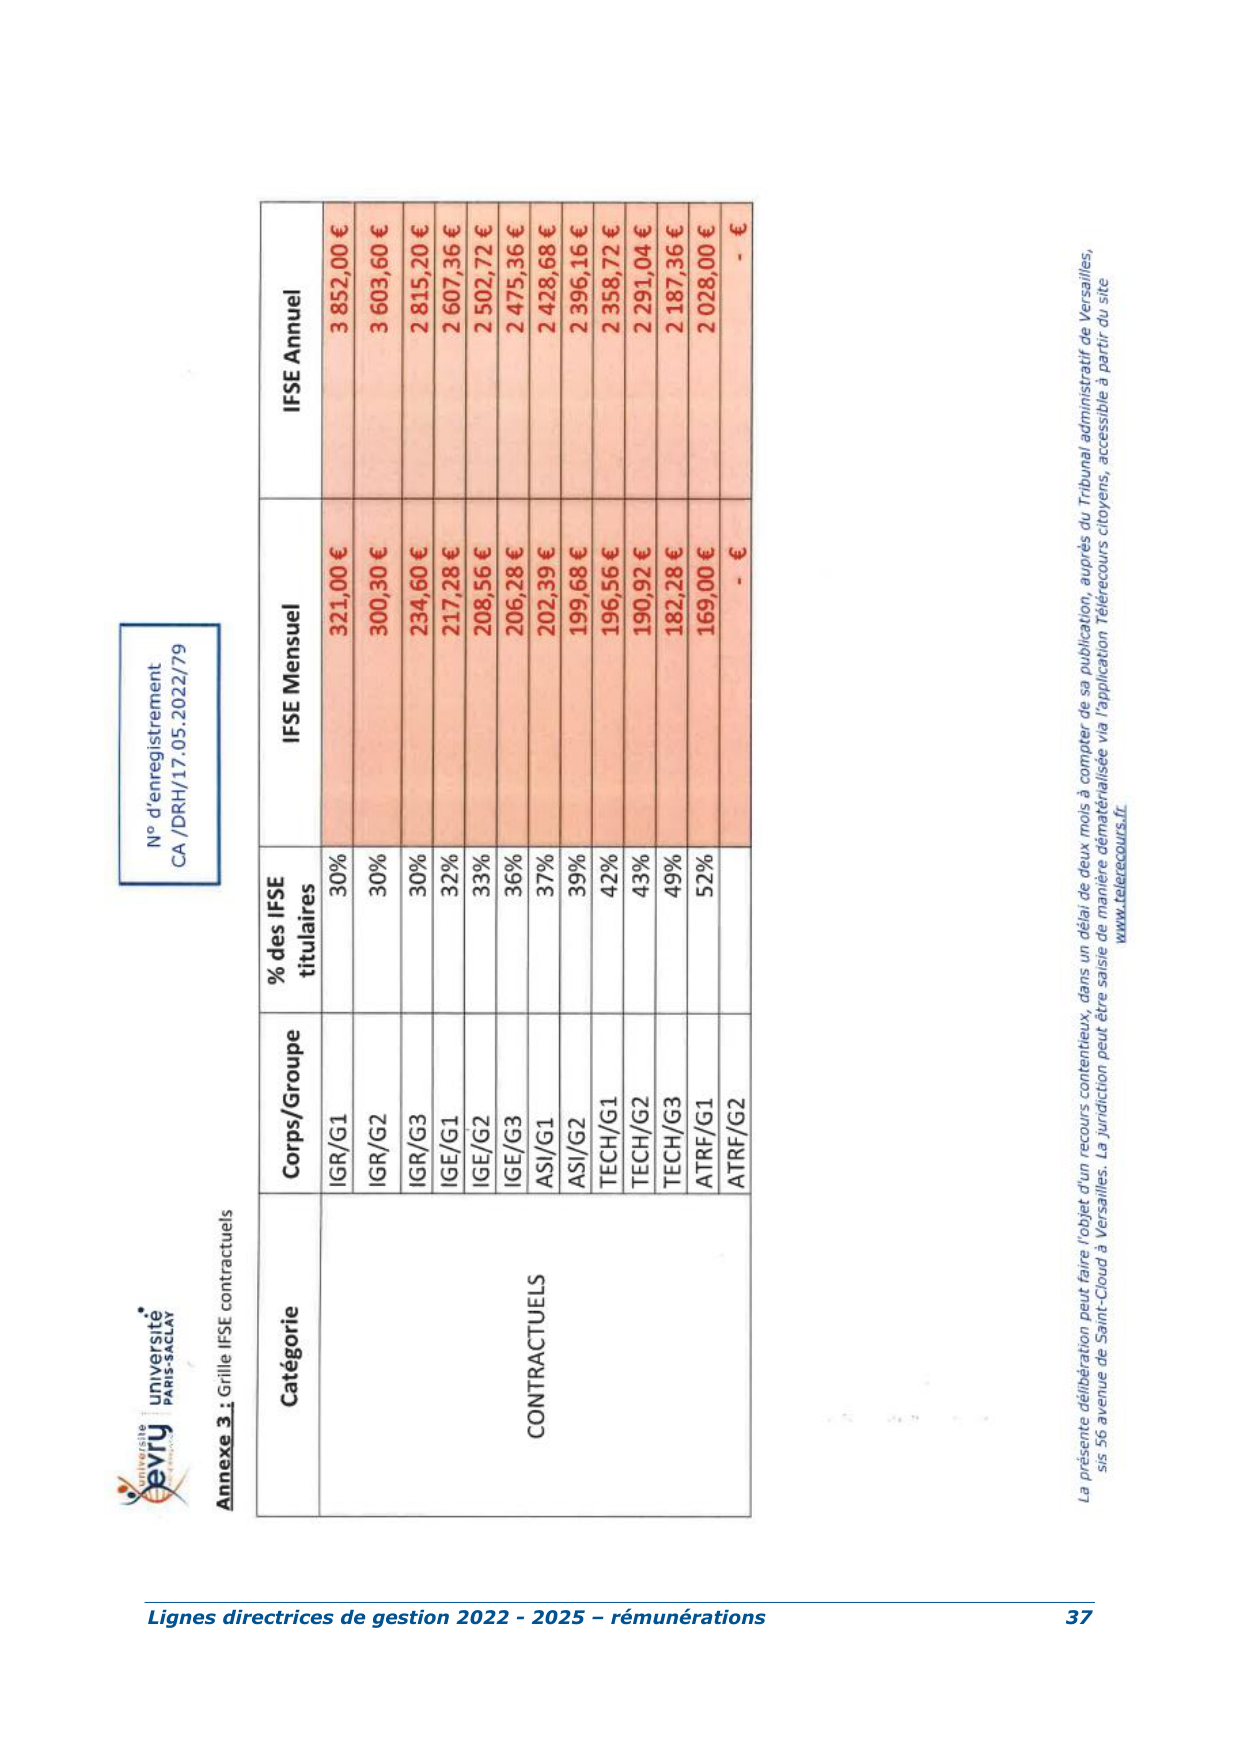 université
evry
université
PARIS-SACLAY
N° d'enregistrement
CA /DRH/17.05.2022/79
Annexe 3 : Grille IFSE contractuels
Catégorie Corps/Groupe % des IFSE titulaires IFSE Mensuel IFSE Annuel
CONTRACTUELS
IGR/G1 30% 321,00 € 3 852,00 €
IGR/G2 30% 300,30 € 3 603,60 €
IGR/G3 30% 234,60 € 2 815,20 €
IGE/G1 32% 217,28 € 2 607,36 €
IGE/G2 33% 208,56 € 2 502,72 €
IGE/G3 36% 206,28 € 2 475,36 €
ASI/G1 37% 202,39 € 2 428,68 €
ASI/G2 39% 199,68 € 2 396,16 €
TECH/G1 42% 196,56 € 2 358,72 €
TECH/G2 43% 190,92 € 2 291,04 €
TECH/G3 49% 182,28 € 2 187,36 €
ATRF/G1 52% 169,00 € 2 028,00 €
ATRF/G2 - € - €
La présente délibération peut faire l'objet d'un recours contentieux, dans un délai de deux mois à compter de sa publication, auprès du Tribunal administratif de Versailles,
sis 56 avenue de Saint-Cloud à Versailles. La juridiction peut être saisie de manière dématérialisée via l'application Télérecours citoyens, accessible à partir du site
www.telerecours.fr
Lignes directrices de gestion 2022 - 2025 – rémunérations 37